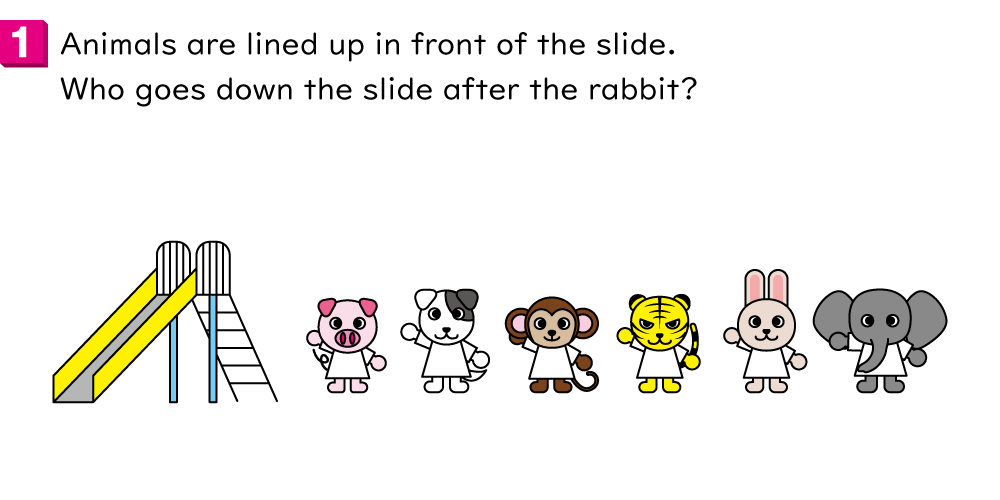 1
Animals are lined up in front of the slide.
Who goes down the slide after the rabbit?